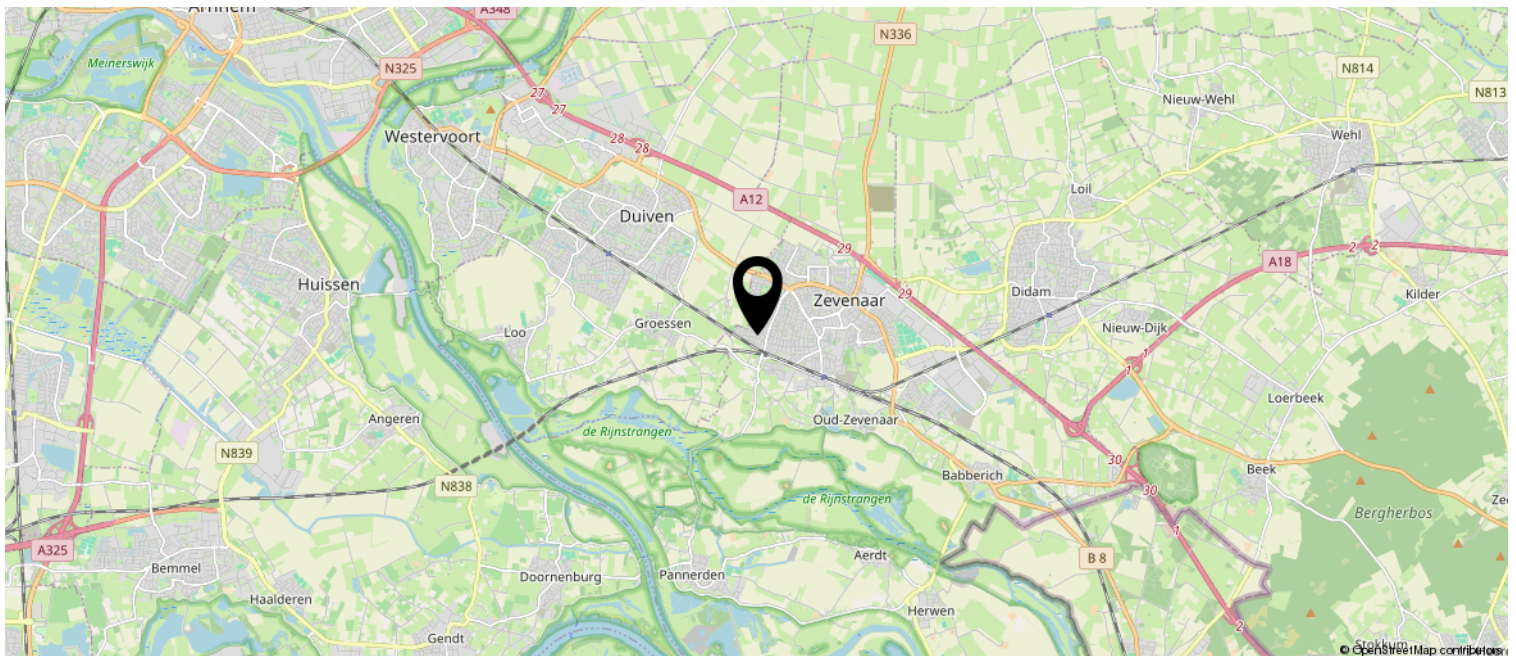 Arnhem
A348
N336
Meinerswijk
N325
N814
27
Nieuw-Wehl
N813
27
Westervoort
28
28
Wehl
A12
Loil
Duiven
29
2
2
A18
Huissen
29
Didam
Kilder
Zevenaar
Loo
Groessen
Nieuw-Dijk
1
1
Loerbeek
Angeren
Oud-Zevenaar
de Rijnstrangen
N839
30
Beek
Babberich
N838
30
de Rijnstrangen
Bergherbos
1
A325
Aerdt
B 8
Bemmel
Doornenburg
Pannerden
Haalderen
Herwen
2
Gendt
Stokkum
© OpenStreetMap contributors